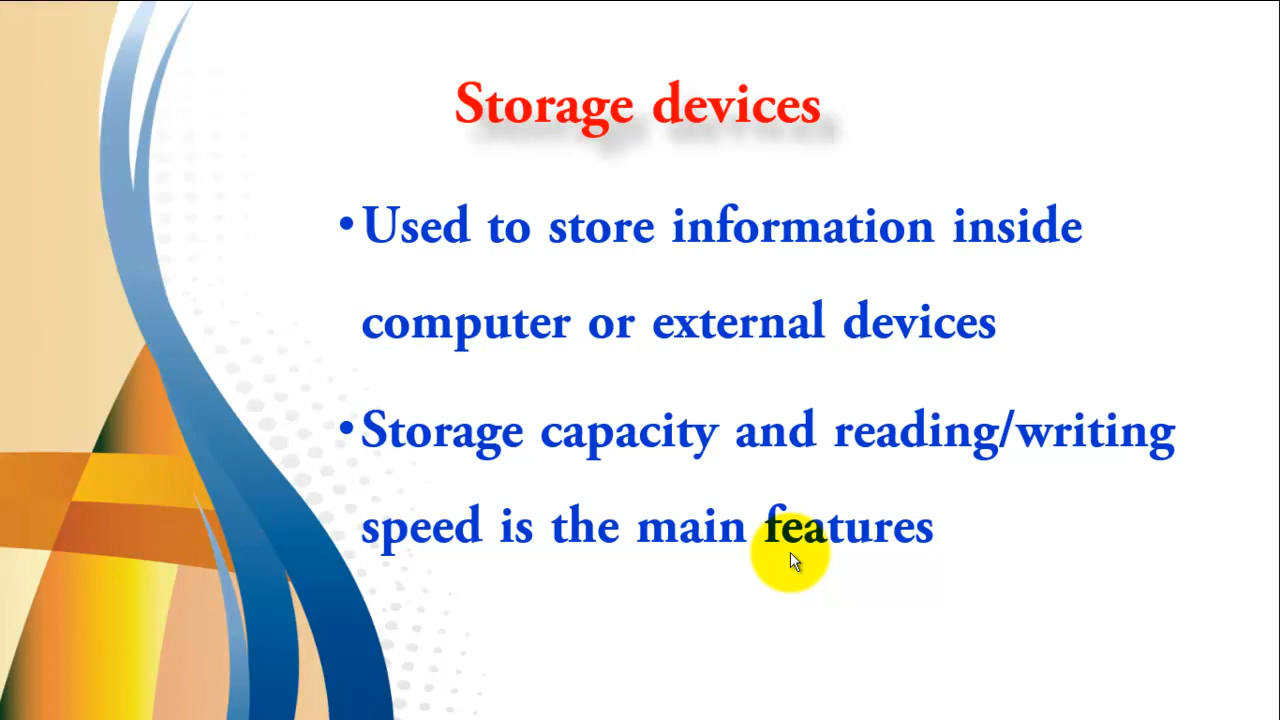 Storage devices
•Used to store information inside
computer or external devices
•Storage capacity and reading/writing
speed is the main features